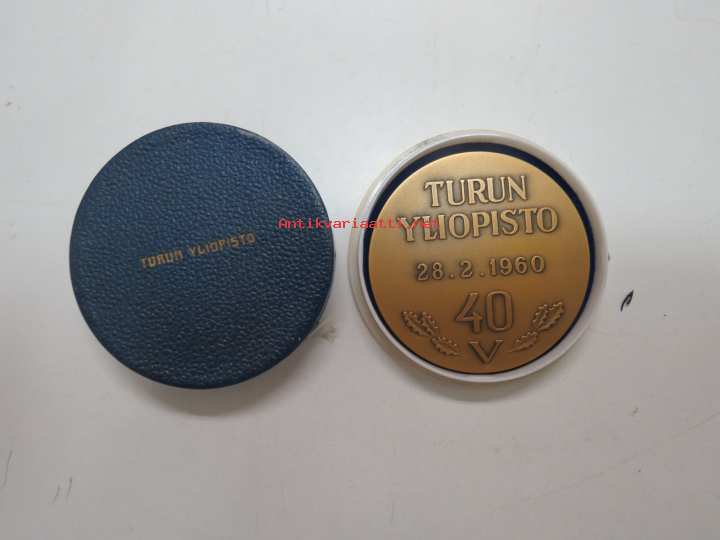 TURUN YLIOPISTO
TURUN
YLIOPISTO
28.2.1960
40
V
Antikvariaatti.net